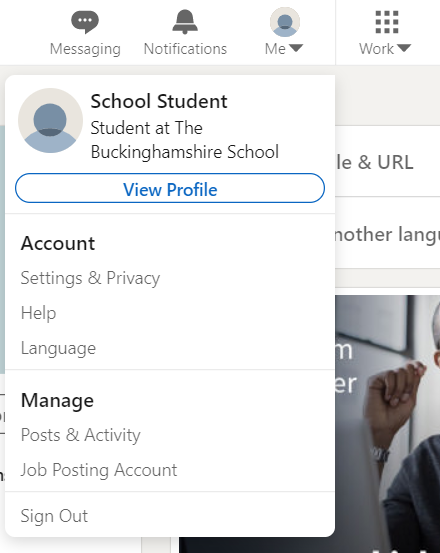 Messaging
Notifications
Me
Work
School Student
Student at The
Buckinghamshire School
View Profile
le & URL
Account
nother langu
Settings & Privacy
Help
Language
Manage
Posts & Activity
Job Posting Account
Sign Out